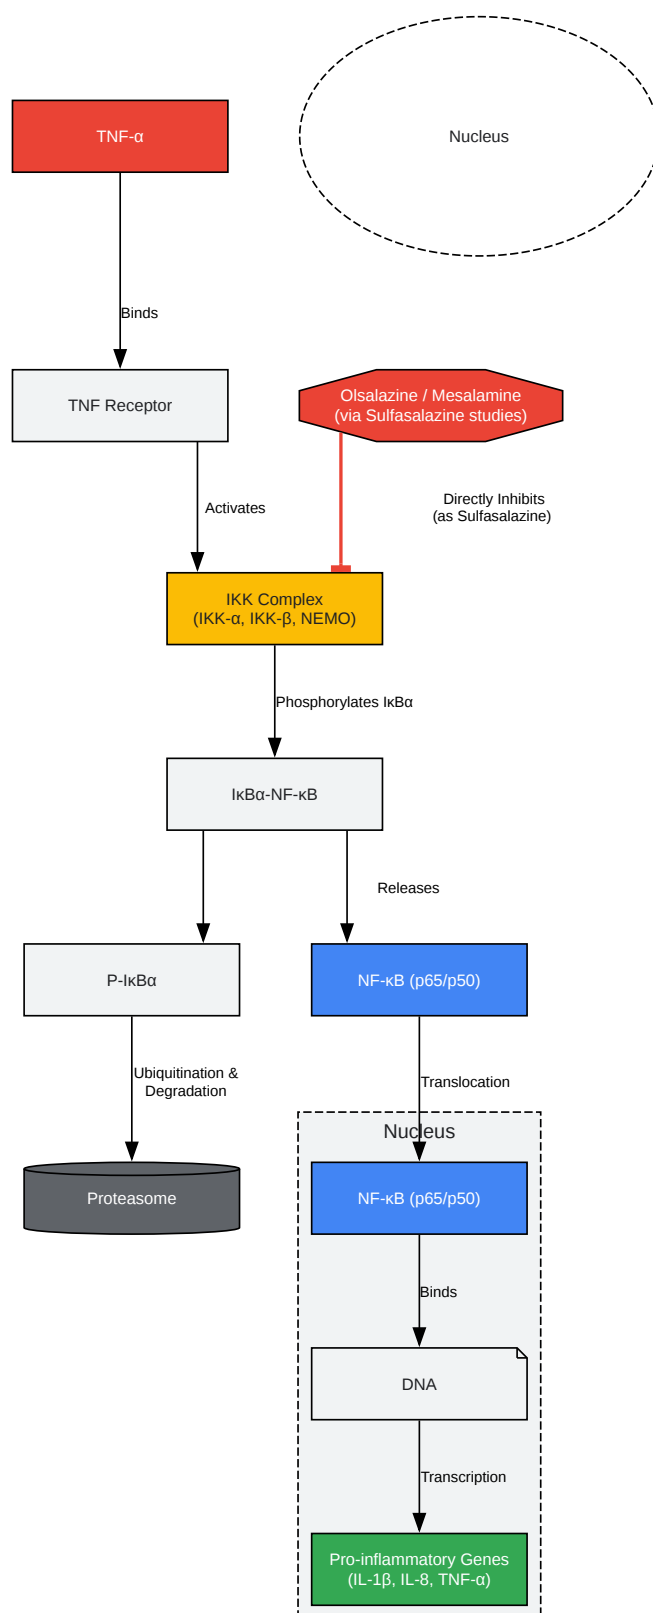 TNF-α
Nucleus
Binds
TNF Receptor
Olsalazine / Mesalamine
(via Sulfasalazine studies)
Activates
Directly Inhibits
(as Sulfasalazine)
IKK Complex
(IKK-α, IKK-β, NEMO)
Phosphorylates IκBα
IκBα-NF-κB
Releases
P-IκBα
NF-κB (p65/p50)
Ubiquitination &
Degradation
Translocation
Nucleus
Proteasome
NF-κB (p65/p50)
Binds
DNA
Transcription
Pro-inflammatory Genes
(IL-1β, IL-8, TNF-α)